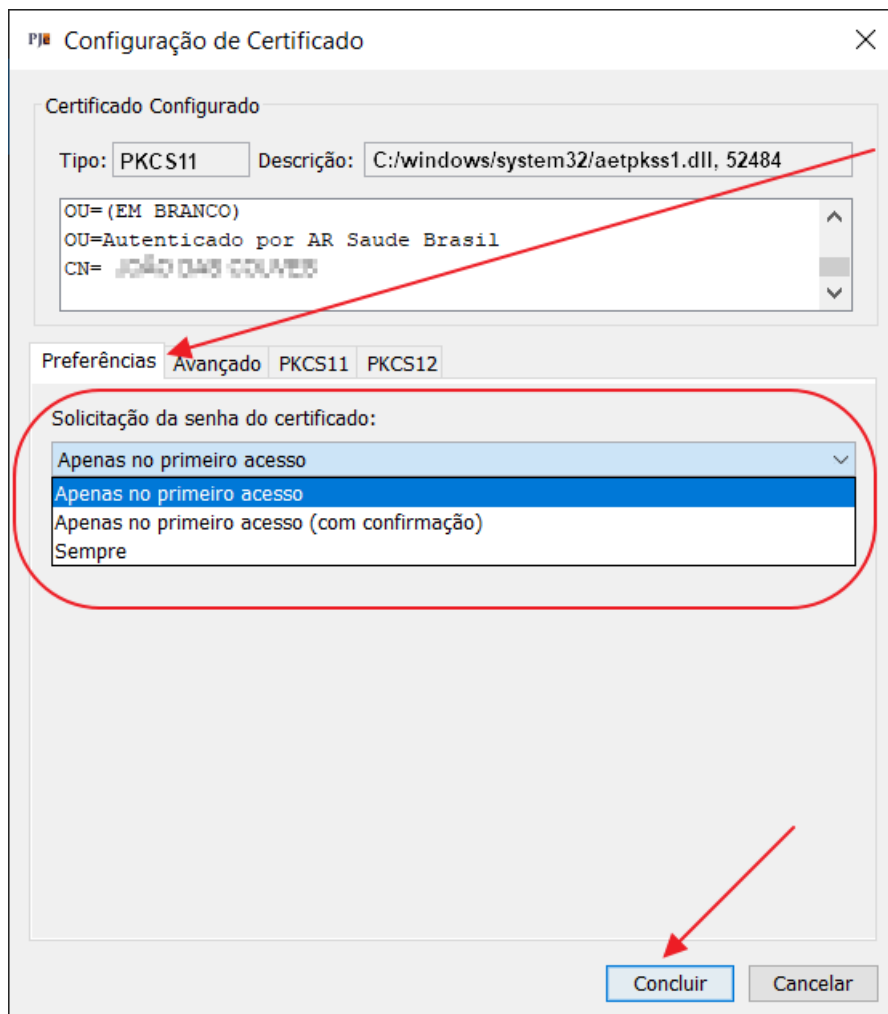 PJe Configuração de Certificado
Certificado Configurado
Tipo: PKCS11 Descrição: C:/windows/system32/aetpkss1.dll, 52484
OU=(EM BRANCO)
OU=Autenticado por AR Saude Brasil
CN=
Preferências Avançado PKCS11 PKCS12
Solicitação da senha do certificado:
Apenas no primeiro acesso
Apenas no primeiro acesso
Apenas no primeiro acesso (com confirmação)
Sempre
Concluir Cancelar